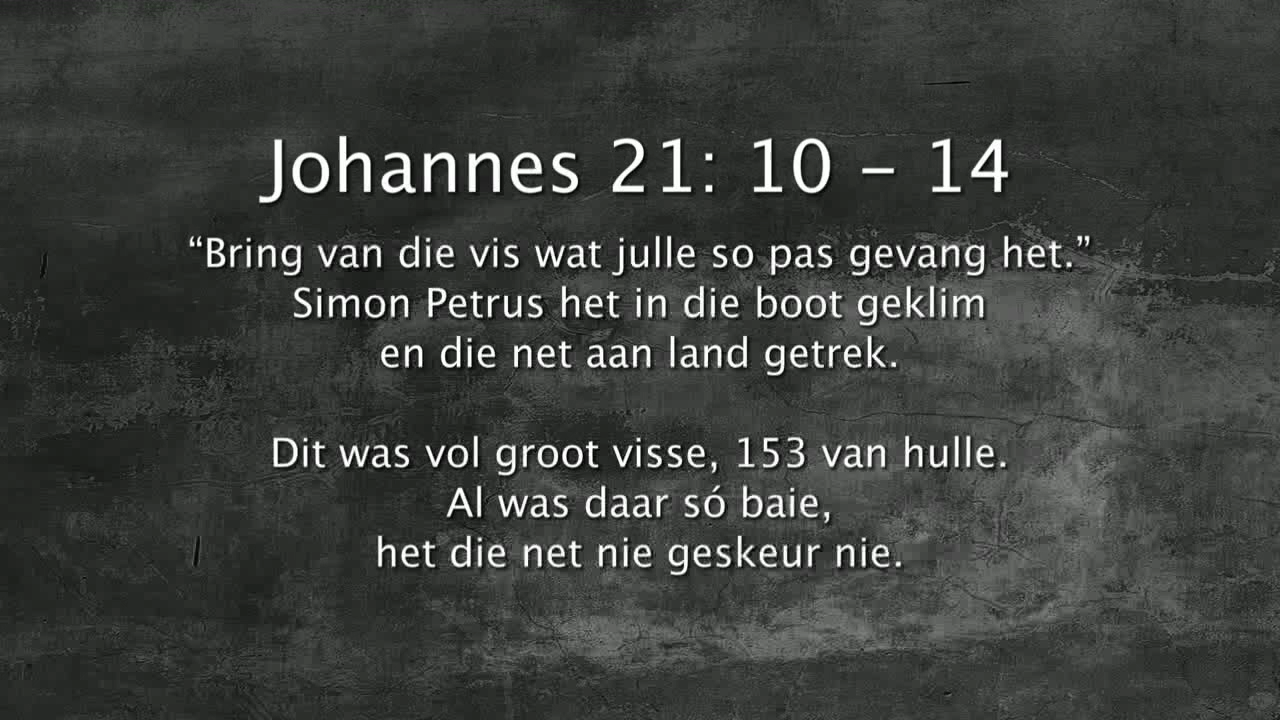 Johannes 21: 10 – 14
“Bring van die vis wat julle so pas gevang het.”
Simon Petrus het in die boot geklim
en die net aan land getrek.
Dit was vol groot visse, 153 van hulle.
Al was daar só baie,
het die net nie geskeur nie.